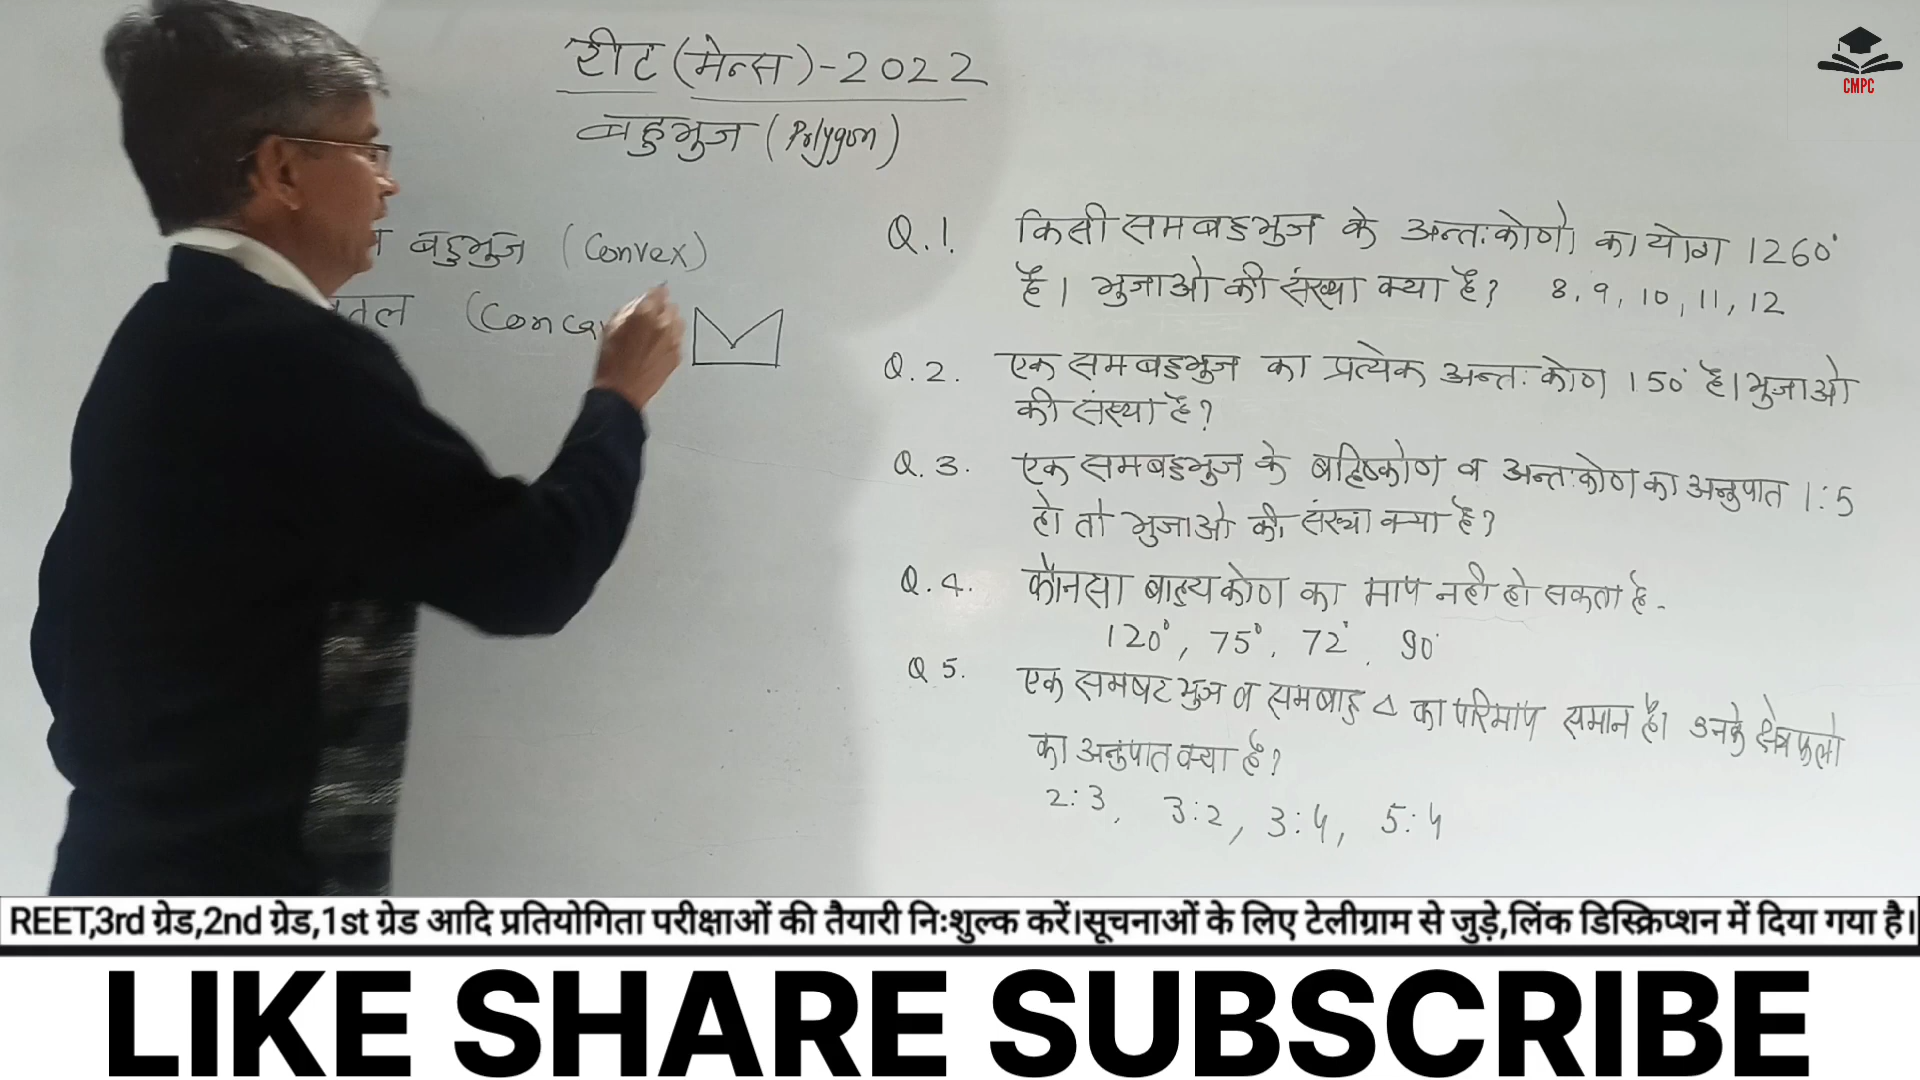 रीट (मेन्स)-2022
बहुभुज (Polygon)
CMPC
बहुभुज (Convex)
(Conca
Q.1. किसी समबहुभुज के अन्तःकोणो का योग 1260°
है। भुजाओ की संख्या क्या है? 8, 9, 10, 11, 12
Q.2. एक समबहुभुज का प्रत्येक अन्तःकोण 150° है। भुजाओ
की संख्या है?
Q.3. एक समबहुभुज के बहिष्कोण व अन्तःकोण का अनुपात 1:5
हो तो भुजाओ की संख्या क्या है?
Q.4. कौनसा बाह्यकोण का माप नही हो सकता है-
120°, 75°, 72°, 90°
Q 5. एक समषटभुज व समबाहु △ का परिमाप समान है। उनके क्षेत्रफलो
का अनुपात क्या है?
2:3, 3:2, 3:4, 5:4
REET,3rd ग्रेड,2nd ग्रेड,1st ग्रेड आदि प्रतियोगिता परीक्षाओं की तैयारी निःशुल्क करें।सूचनाओं के लिए टेलीग्राम से जुड़े,लिंक डिस्क्रिप्शन में दिया गया है।
LIKE SHARE SUBSCRIBE